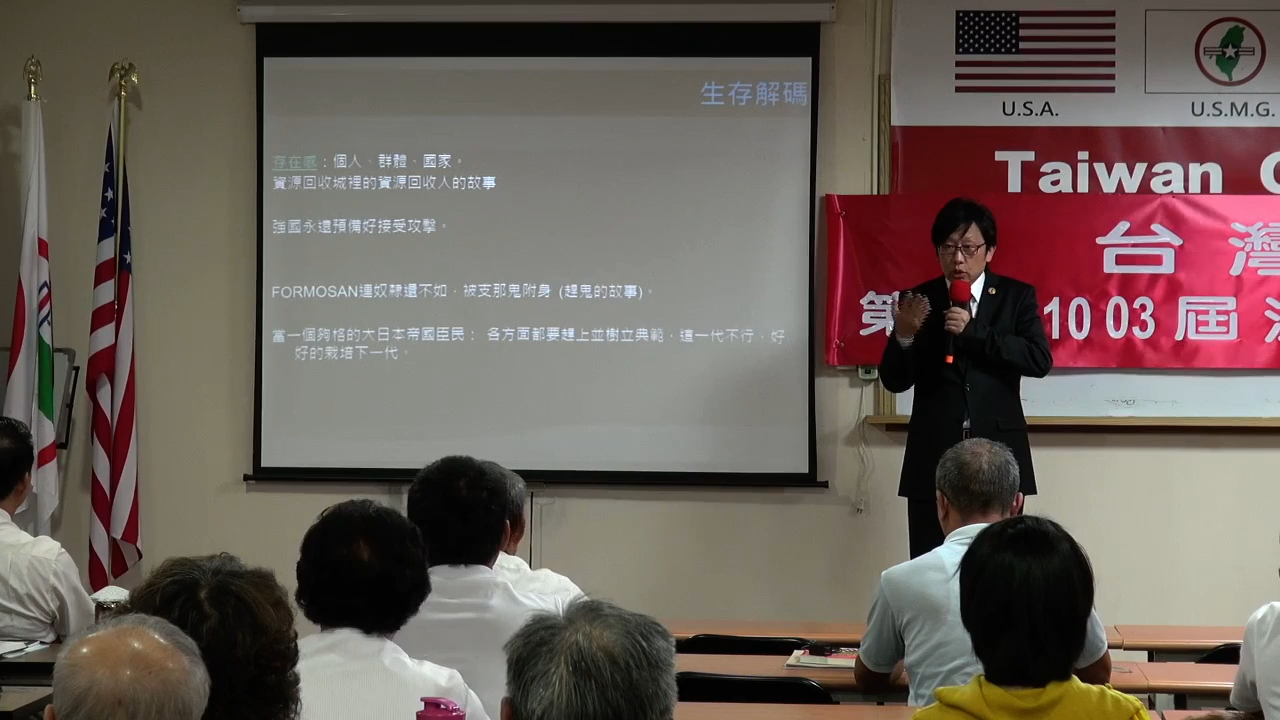 生存解碼
存在感：個人、群體、國家。
資源回收城裡的資源回收人的故事
強國永遠預備好接受攻擊。
FORMOSAN連奴隸還不如，被支那鬼附身 (趕鬼的故事)。
當一個夠格的大日本帝國臣民： 各方面都要趕上並樹立典範，這一代不行，好
好的栽培下一代。
U.S.A.
U.S.M.G.
Taiwan C
台灣
第 10 03 屆